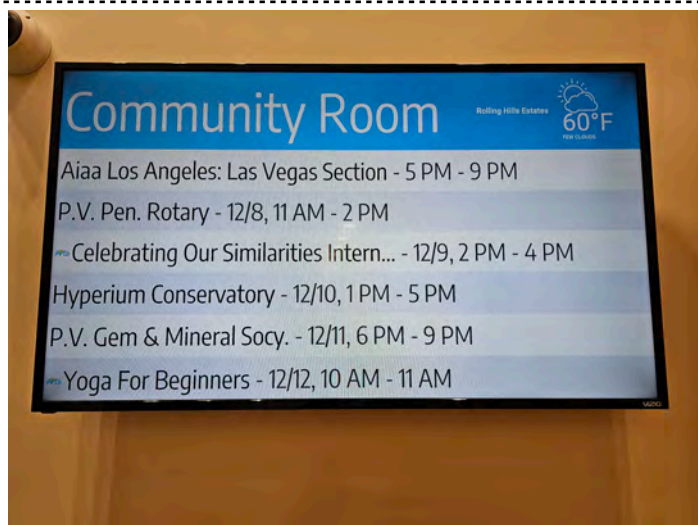 Community Room
Rolling Hills Estates
60°F
FEW CLOUDS
Aiaa Los Angeles: Las Vegas Section - 5 PM - 9 PM
P.V. Pen. Rotary - 12/8, 11 AM - 2 PM
Celebrating Our Similarities Intern... - 12/9, 2 PM - 4 PM
Hyperium Conservatory - 12/10, 1 PM - 5 PM
P.V. Gem & Mineral Socy. - 12/11, 6 PM - 9 PM
Yoga For Beginners - 12/12, 10 AM - 11 AM
VIZIO